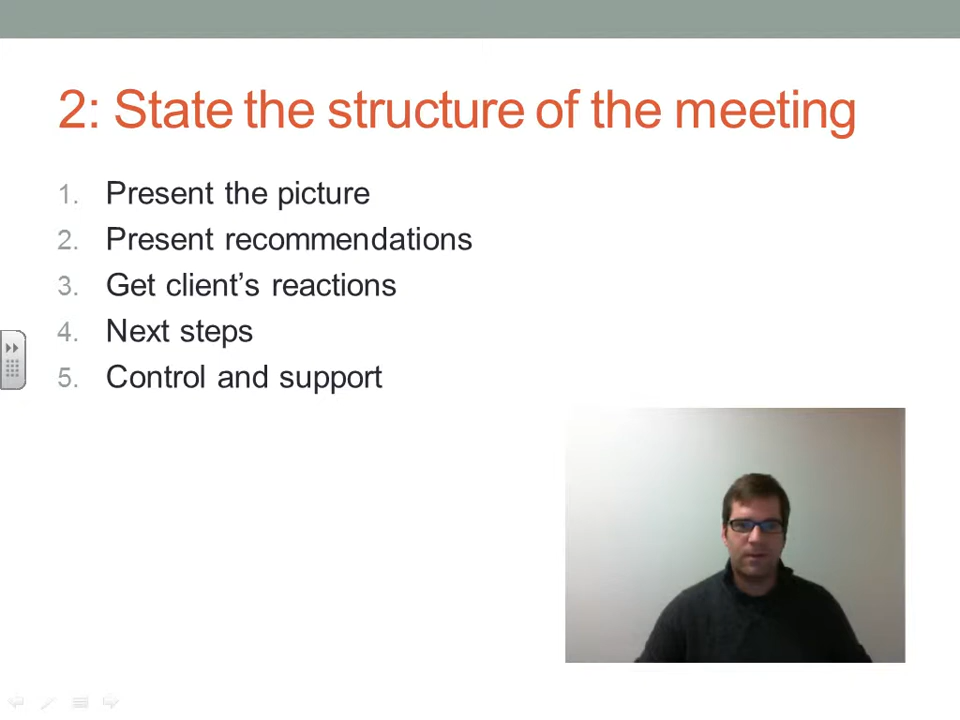 2: State the structure of the meeting
1. Present the picture
2. Present recommendations
3. Get client’s reactions
4. Next steps
5. Control and support